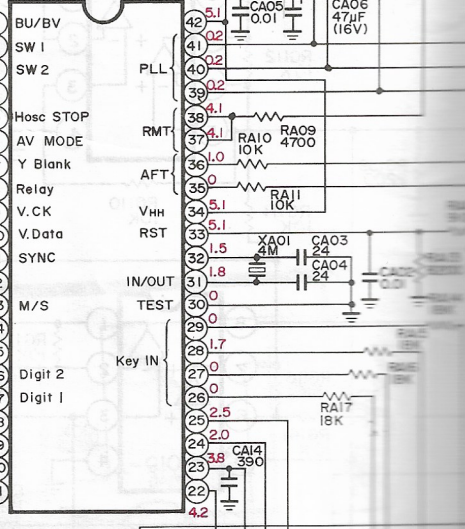 CA05
0.01
CA06
47μF
(16V)
BU/BV 42 5.1
SW 1 41 0.2
SW 2 PLL 40 0.2
39 0.2
Hosc STOP 38 4.1
RMT RA09
4700
AV MODE 37 4.1
RA10
10K
Y Blank 36 1.0
AFT
Relay 35 0
RA11
10K
V.CK VHH 34 5.1
V.Data RST 33 5.1
SYNC 32 1.5
XA01
4M
CA03
24
CA04
24
CA02
0.01
IN/OUT 31 1.8
M/S TEST 30 0
29 0
Key IN 28 1.7
18K
Digit 2 27 0
18K
Digit 1 26 0
RA17
18K
25 2.5
24 2.0
CA14
390
23 3.8
22
4.2